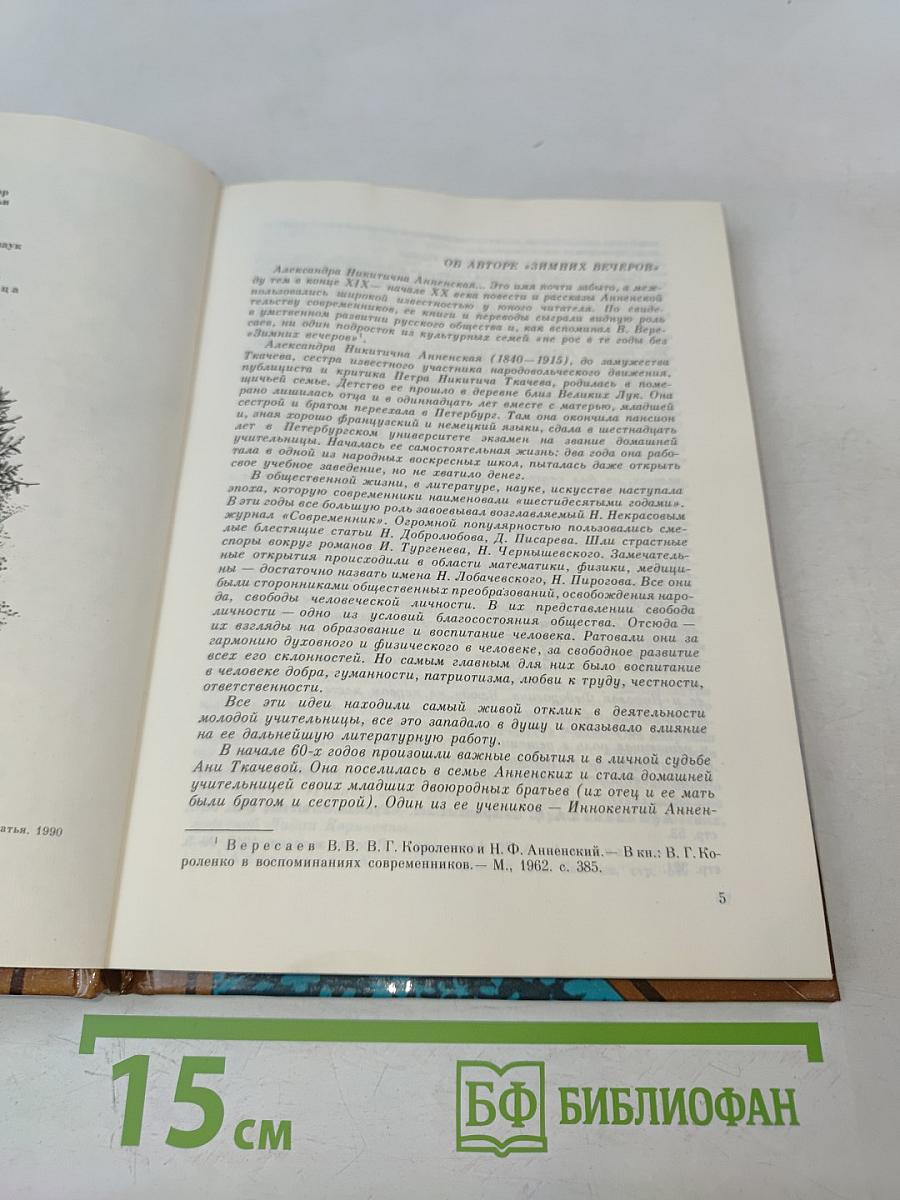 ор
ьи
наук
ца
атья. 1990
ОБ АВТОРЕ «ЗИМНИХ ВЕЧЕРОВ»
Александра Никитична Анненская... Это имя почти забыто, а меж-
ду тем в конце XIX — начале XX века повести и рассказы Анненской
пользовались широкой известностью у юного читателя. По свиде-
тельству современников, ее книги и переводы сыграли видную роль
в умственном развитии русского общества и, как вспоминал В. Вере-
саев, ни один подросток из культурных семей «не рос в те годы без
«Зимних вечеров»¹.
Александра Никитична Анненская (1840—1915), до замужества
Ткачева, сестра известного участника народовольческого движения,
публициста и критика Петра Никитича Ткачева, родилась в поме-
щичьей семье. Детство ее прошло в деревне близ Великих Лук. Она
рано лишилась отца и в одиннадцать лет вместе с матерью, младшей
сестрой и братом переехала в Петербург. Там она окончила пансион
и, зная хорошо французский и немецкий языки, сдала в шестнадцать
лет в Петербургском университете экзамен на звание домашней
учительницы. Началась ее самостоятельная жизнь: два года она рабо-
тала в одной из народных воскресных школ, пыталась даже открыть
свое учебное заведение, но не хватило денег.
В общественной жизни, в литературе, науке, искусстве наступала
эпоха, которую современники наименовали «шестидесятыми годами».
В эти годы все большую роль завоевывал возглавляемый Н. Некрасовым
журнал «Современник». Огромной популярностью пользовались сме-
лые блестящие статьи Н. Добролюбова, Д. Писарева. Шли страстные
споры вокруг романов И. Тургенева, Н. Чернышевского. Замечатель-
ные открытия происходили в области математики, физики, медици-
ны — достаточно назвать имена Н. Лобачевского, Н. Пирогова. Все они
были сторонниками общественных преобразований, освобождения наро-
да, свободы человеческой личности. В их представлении свобода
личности — одно из условий благосостояния общества. Отсюда —
их взгляды на образование и воспитание человека. Ратовали они за
гармонию духовного и физического в человеке, за свободное развитие
всех его склонностей. Но самым главным для них было воспитание
в человеке добра, гуманности, патриотизма, любви к труду, честности,
ответственности.
Все эти идеи находили самый живой отклик в деятельности
молодой учительницы, все это западало в душу и оказывало влияние
на ее дальнейшую литературную работу.
В начале 60-х годов произошли важные события и в личной судьбе
Ани Ткачевой. Она поселилась в семье Анненских и стала домашней
учительницей своих младших двоюродных братьев (их отец и ее мать
были братом и сестрой). Один из ее учеников — Иннокентий Аннен-
¹ Вересаев В. В. В. Г. Короленко и Н. Ф. Анненский.— В кн.: В. Г. Ко-
роленко в воспоминаниях современников.— М., 1962. с. 385.
5
15 см
БФ БИБЛИОФАН